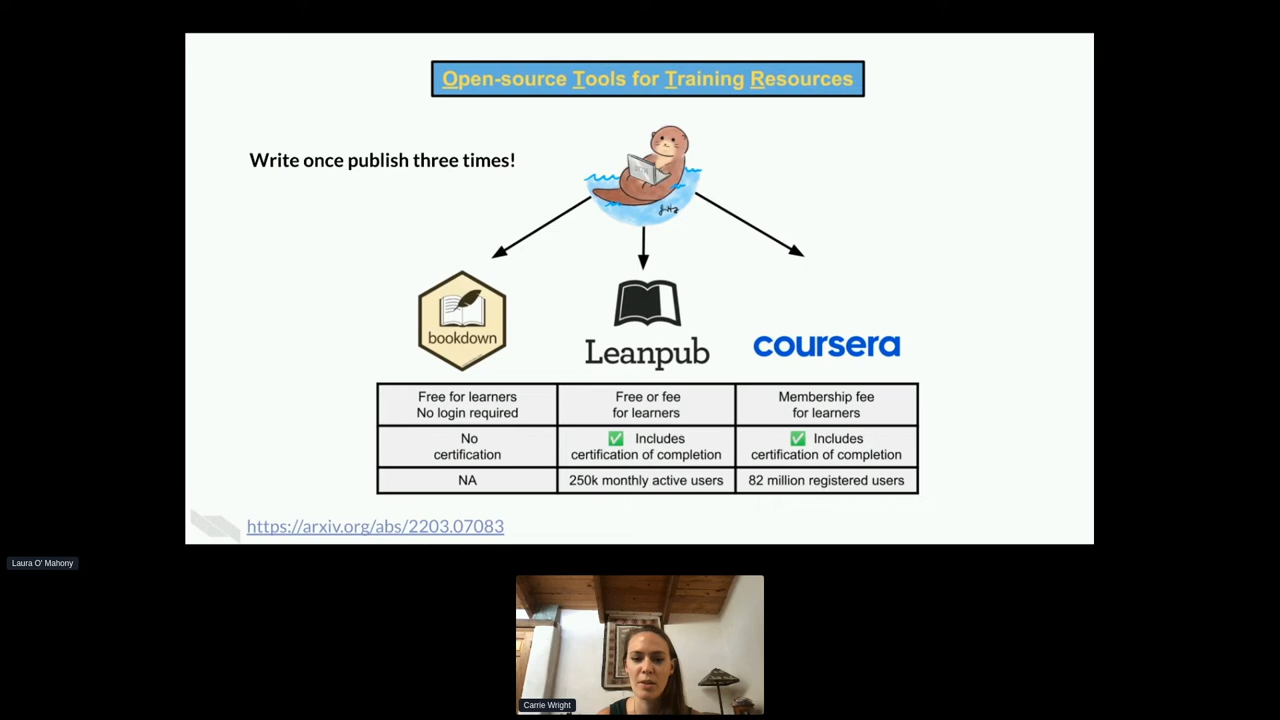 Open-source Tools for Training Resources
Write once publish three times!
bookdown
Leanpub
coursera
Free for learners
No login required
Free or fee
for learners
Membership fee
for learners
No
certification
✅ Includes
certification of completion
✅ Includes
certification of completion
NA
250k monthly active users
82 million registered users
https://arxiv.org/abs/2203.07083
Laura O' Mahony
Carrie Wright